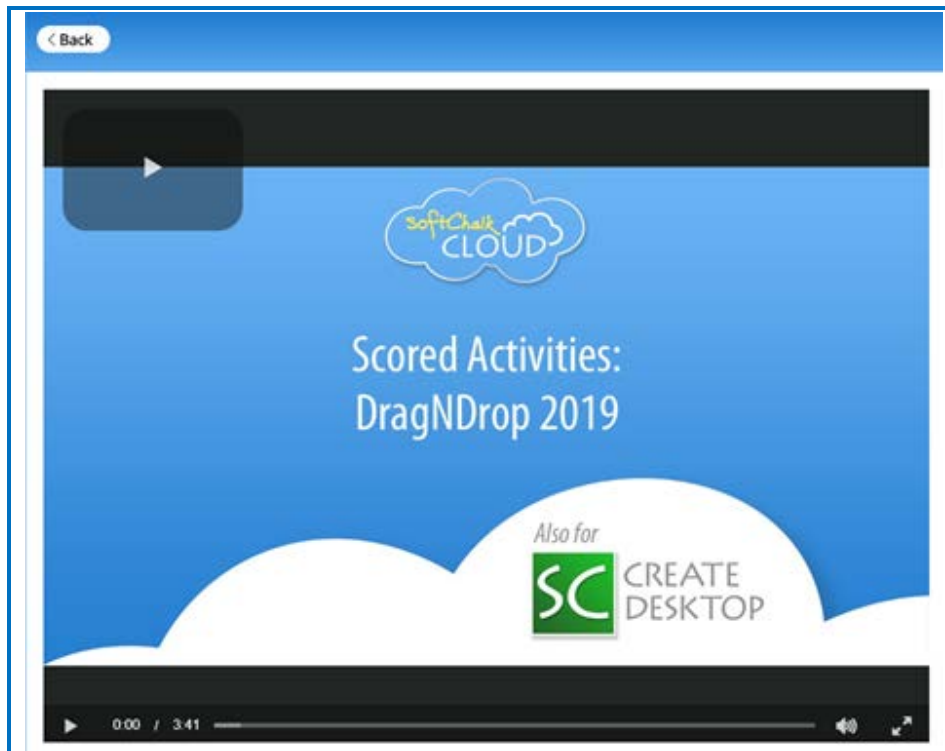 < Back
softChalk
CLOUD
Scored Activities:
DragNDrop 2019
Also for
SC CREATE
DESKTOP
0:00 / 3:41